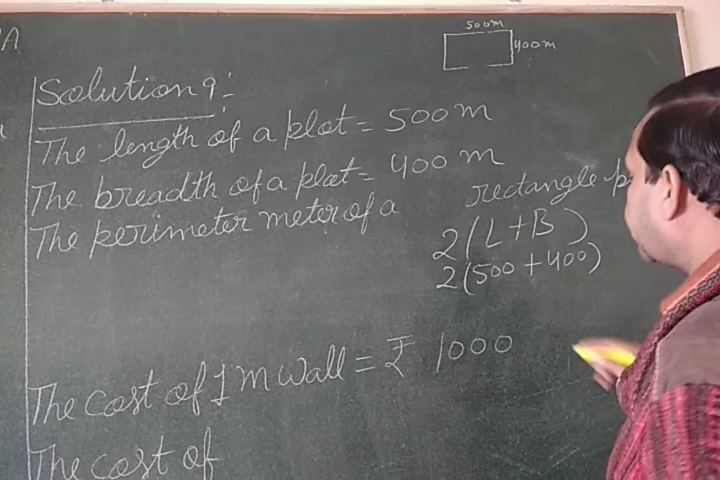 A
500m
400m
Solution 9:-
The length of a plot = 500 m
The breadth of a plot = 400 m
The perimeter meter of a rectangle p
2(L+B)
2(500+400)
The cost of 1 m wall = ₹ 1000
The cost of